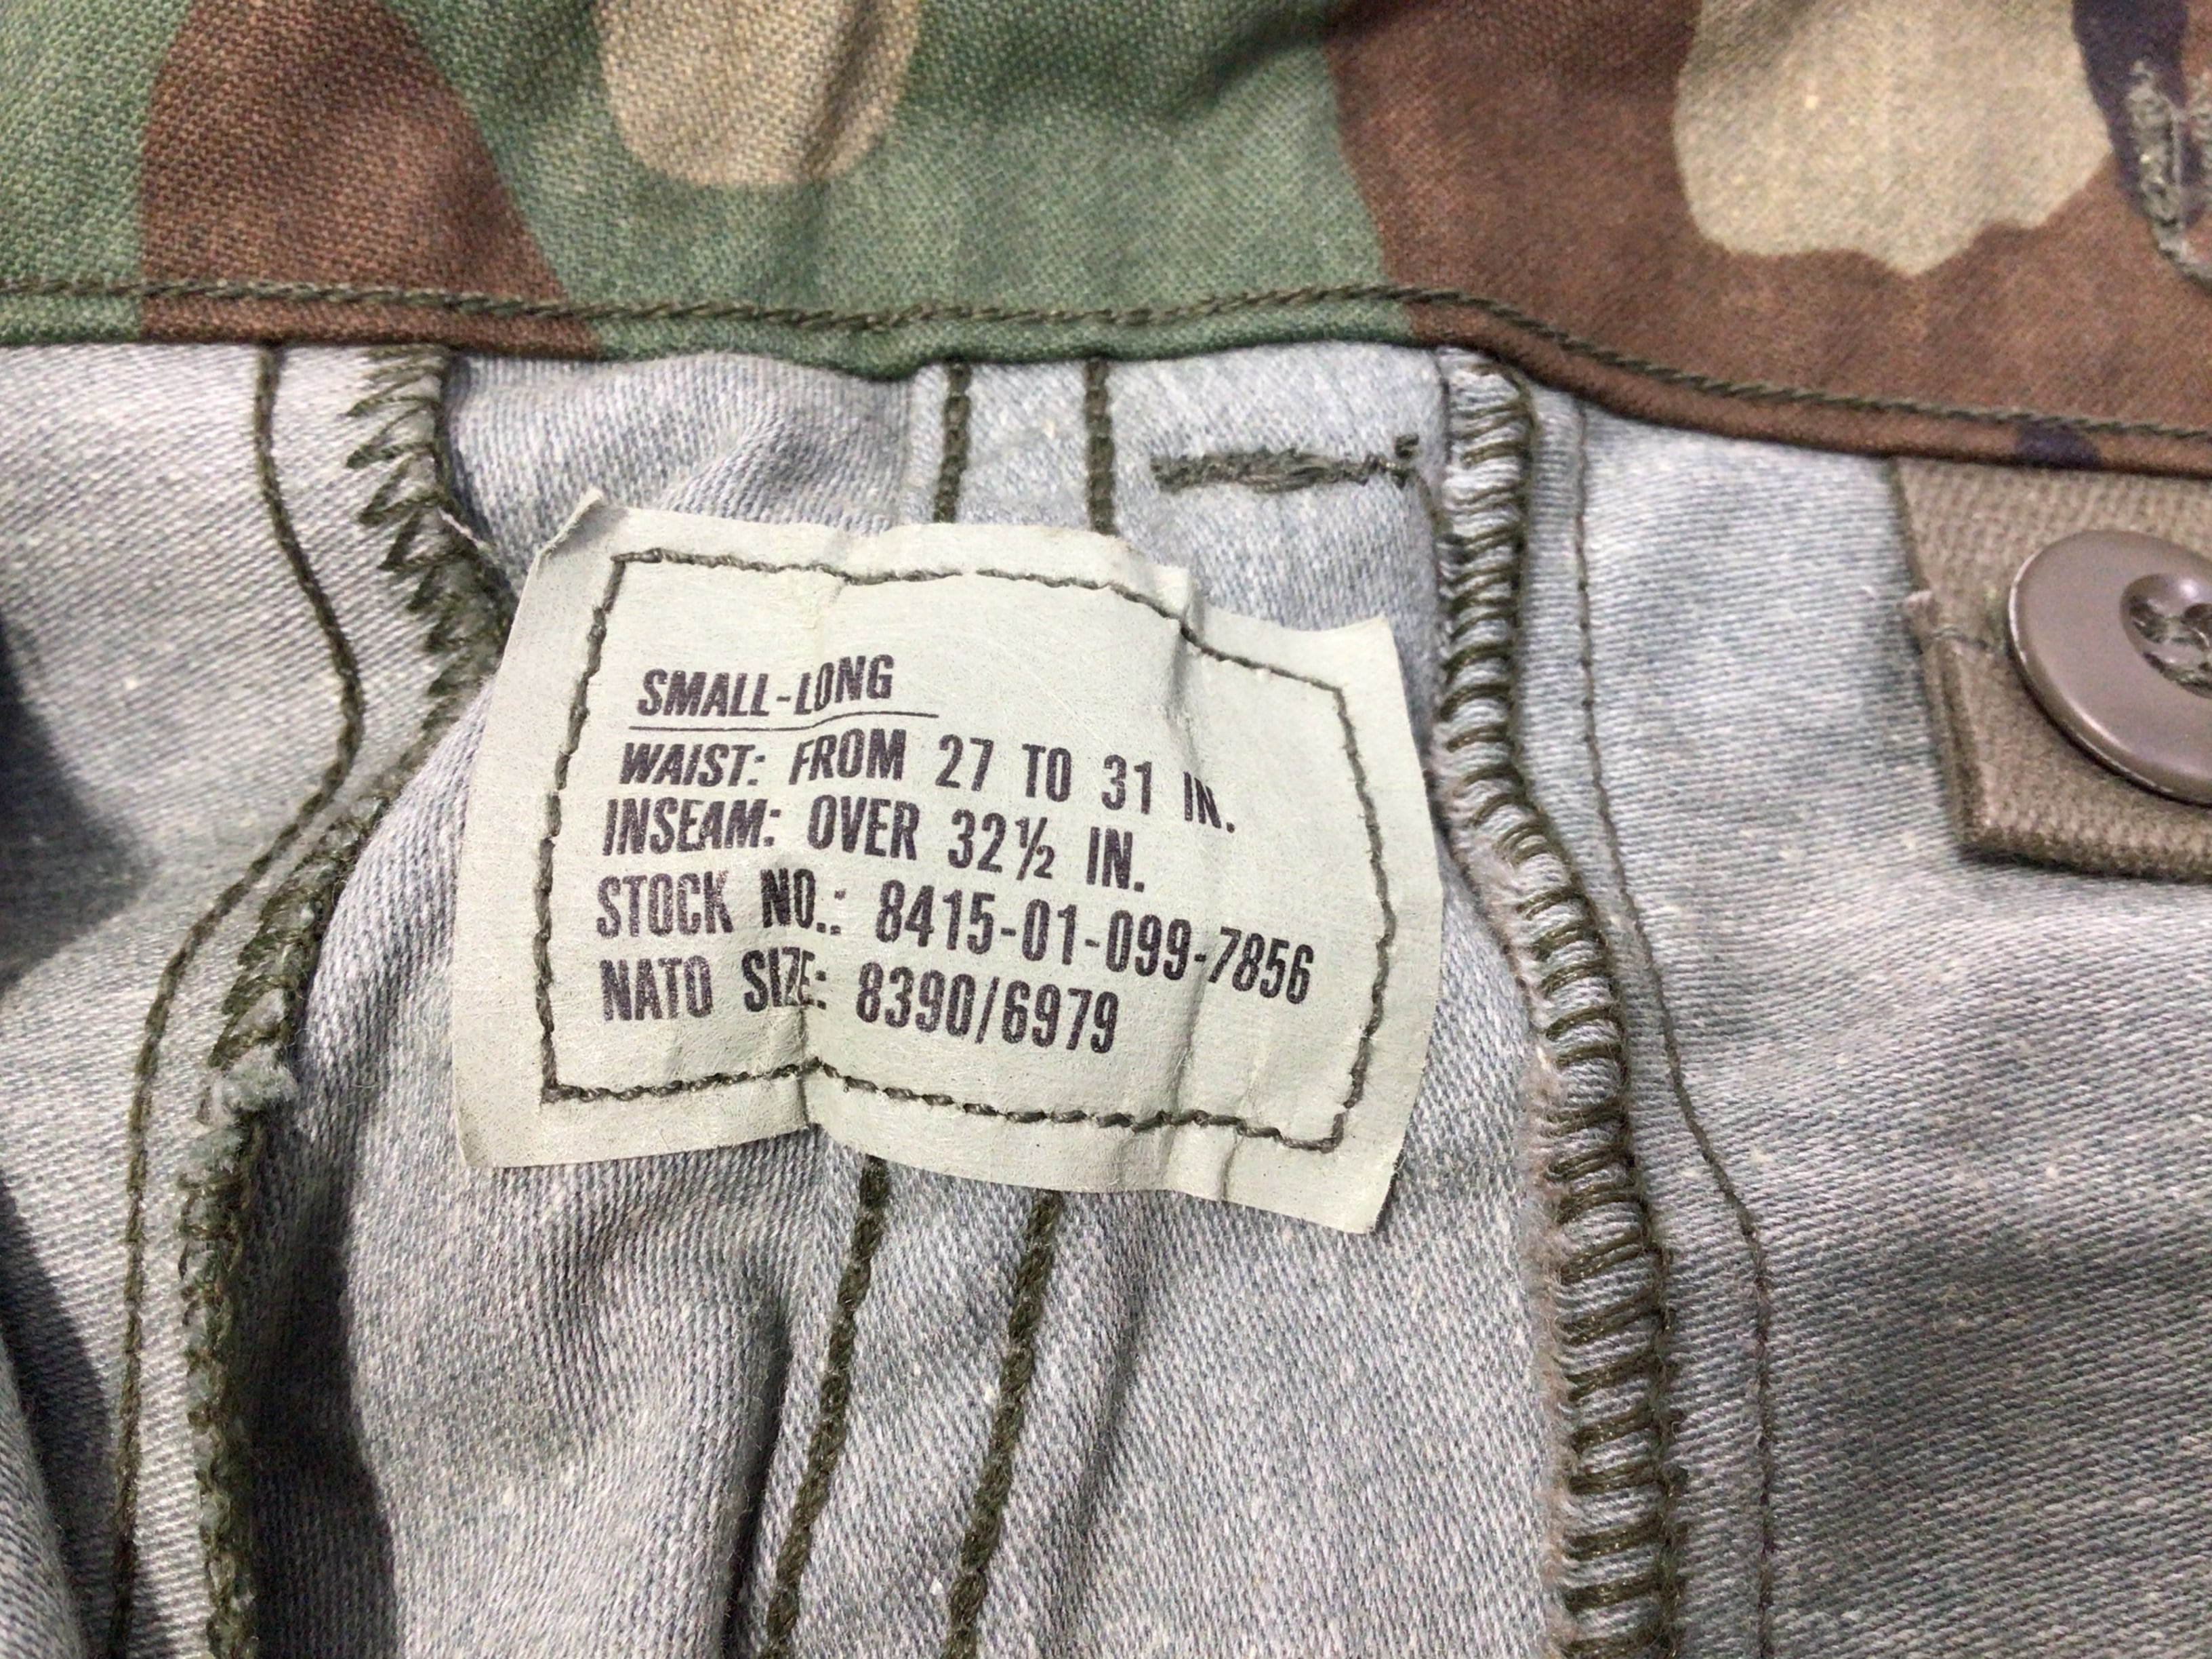 SMALL-LONG
WAIST: FROM 27 TO 31 IN.
INSEAM: OVER 32½ IN.
STOCK NO.: 8415-01-099-7856
NATO SIZE: 8390/6979